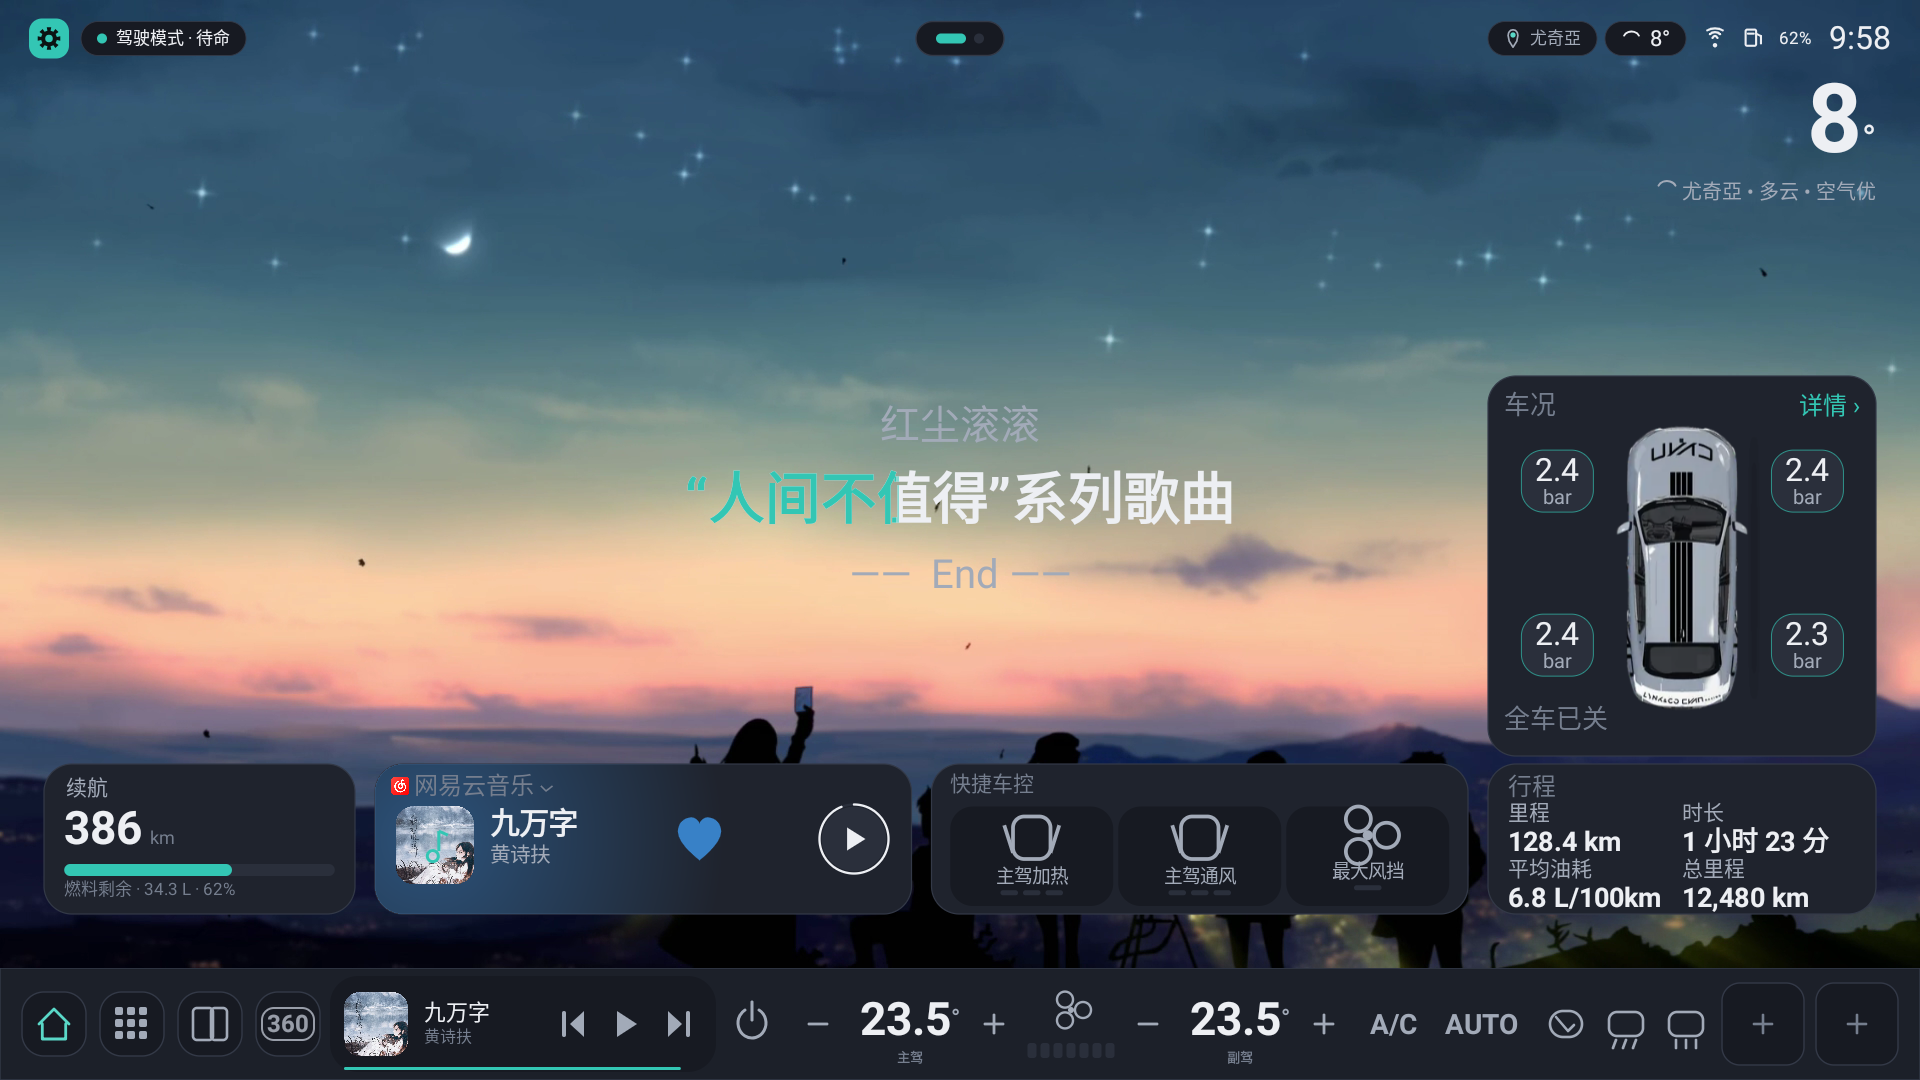 驾驶模式 · 待命
尤奇亞
8°
62%
9:58
8°
尤奇亞 • 多云 • 空气优
红尘滚滚
“人间不值得”系列歌曲
—— End ——
车况
详情 ›
2.4 bar
2.4 bar
2.4 bar
2.3 bar
全车已关
续航
386 km
燃料剩余 · 34.3 L · 62%
网易云音乐
九万字
黄诗扶
快捷车控
主驾加热
主驾通风
最大风挡
行程
里程
128.4 km
时长
1 小时 23 分
平均油耗
6.8 L/100km
总里程
12,480 km
360
九万字
黄诗扶
23.5°
主驾
23.5°
副驾
A/C
AUTO